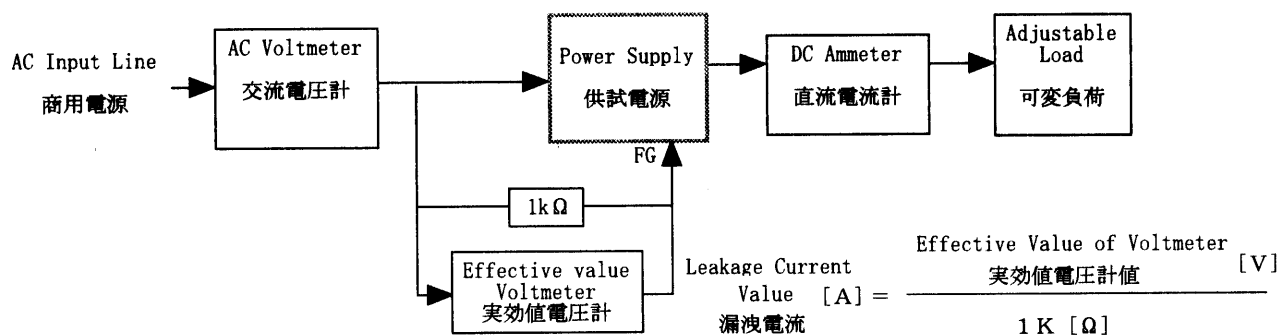 AC Input Line
商用電源
AC Voltmeter
交流電圧計
Power Supply
供試電源
DC Ammeter
直流電流計
Adjustable
Load
可変負荷
FG
1kΩ
Effective value
Voltmeter
実効値電圧計
Leakage Current
Value [A] =
漏洩電流
Effective Value of Voltmeter
実効値電圧計値
[V]
1K [Ω]